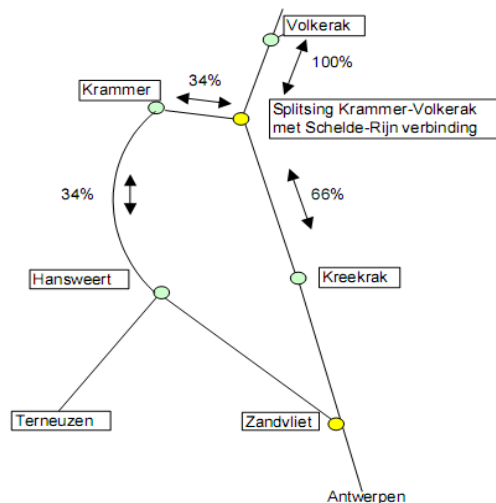 Volkerak
100%
34%
Krammer
Splitsing Krammer-Volkerak
met Schelde-Rijn verbinding
34%
66%
Hansweert
Kreekrak
Terneuzen
Zandvliet
Antwerpen